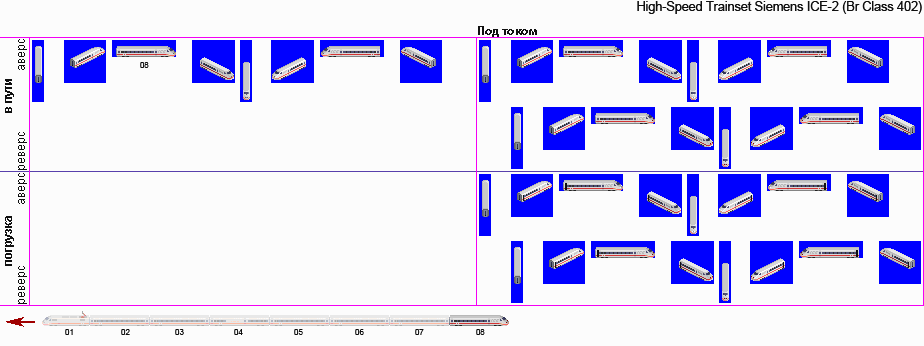 High-Speed Trainset Siemens ICE-2 (Br Class 402)
Под током
в пути
аверс
08
реверс
погрузка
аверс
реверс
01 02 03 04 05 06 07 08